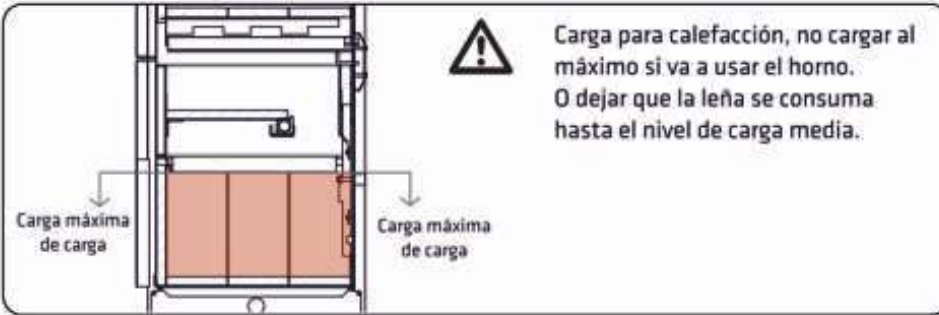 Carga para calefacción, no cargar al
máximo si va a usar el horno.
O dejar que la leña se consuma
hasta el nivel de carga media.
Carga máxima
de carga
Carga máxima
de carga